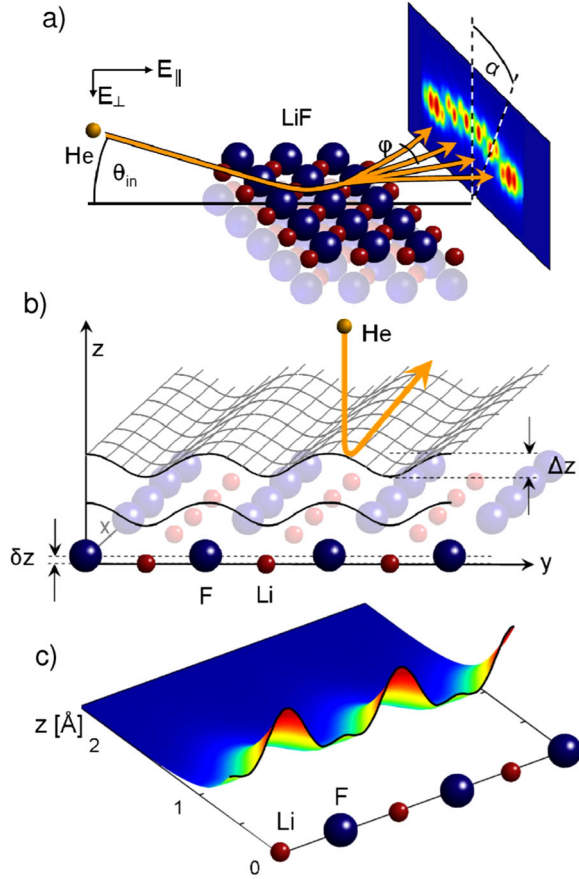 a)
E∥
E⊥
LiF
α
He
θin
φ
b)
z
He
Δz
x
δz
y
F
Li
c)
z [Å]
2
1
0
Li
F